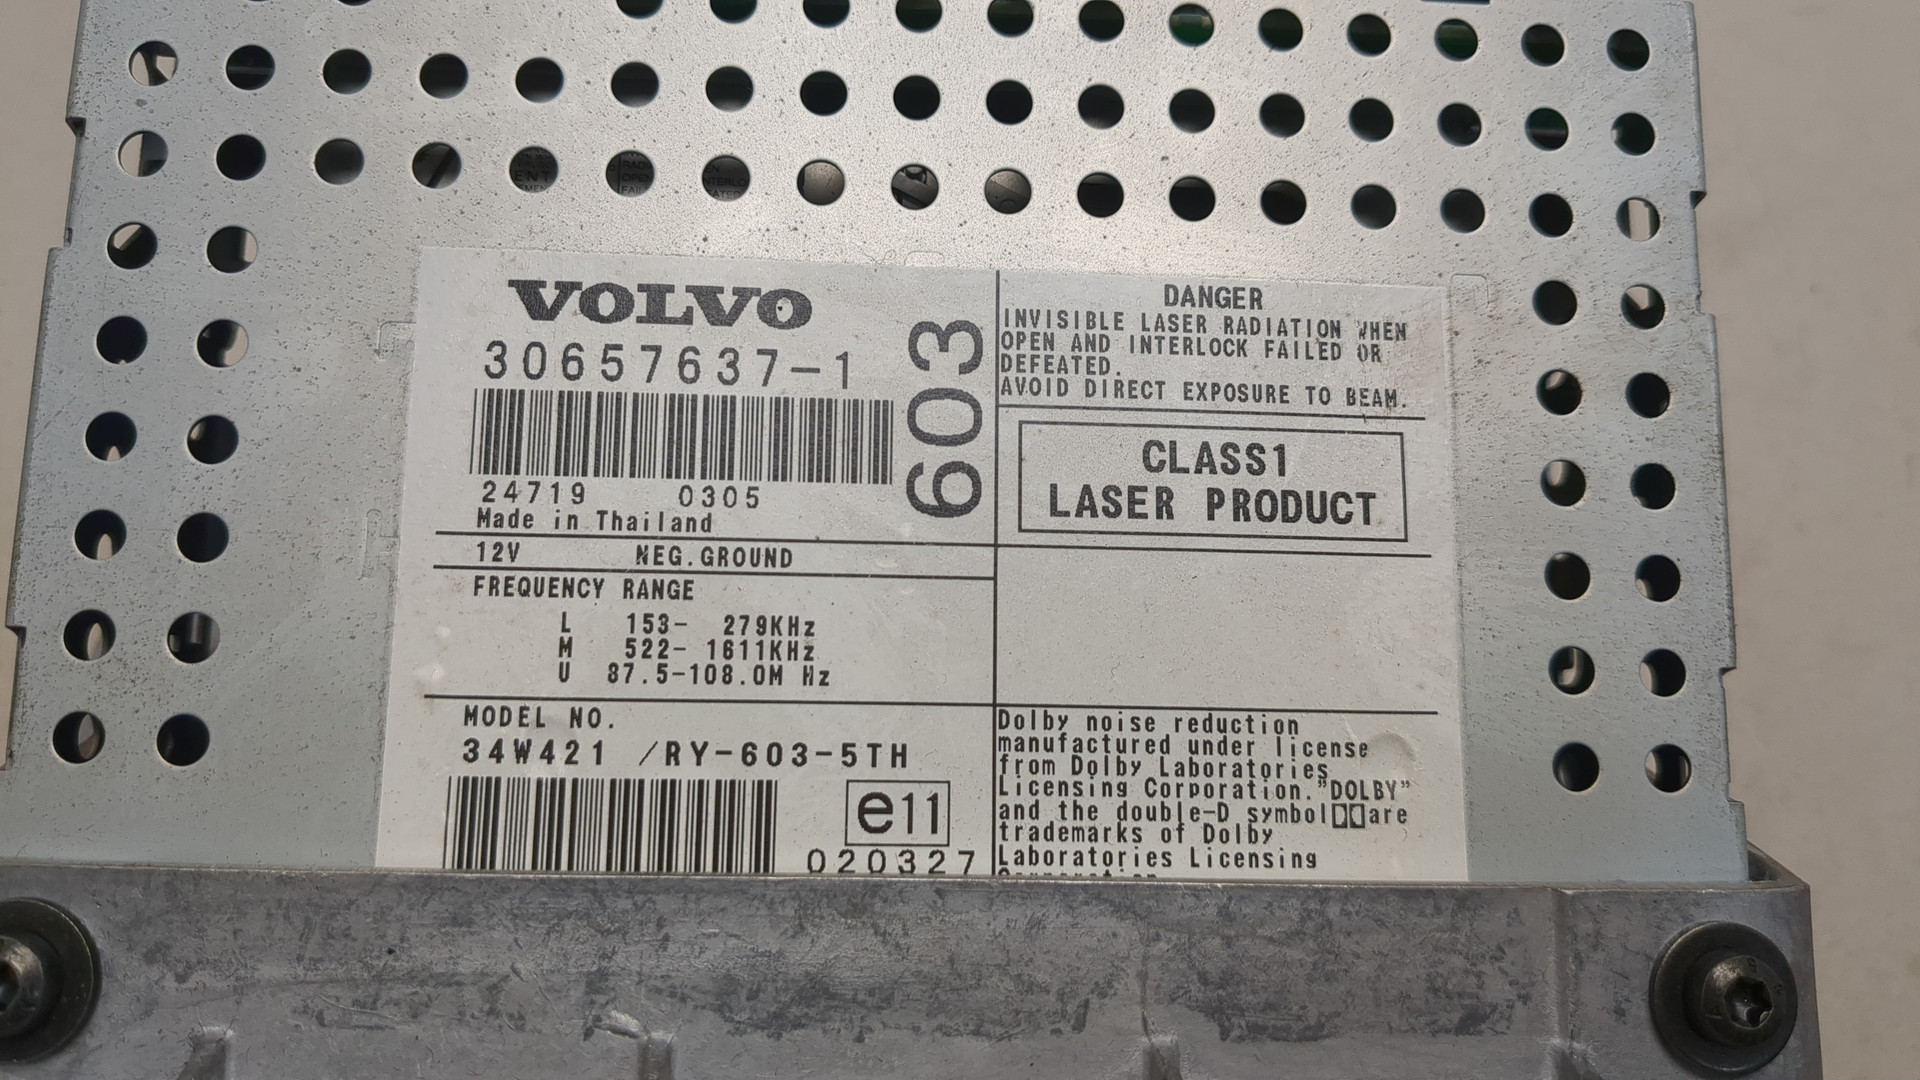 VOLVO
30657637-1
603
24719 0305
Made in Thailand
12V NEG.GROUND
FREQUENCY RANGE
L 153- 279KHz
M 522- 1611KHz
U 87.5-108.0M Hz
MODEL NO.
34W421 /RY-603-5TH
e11
020327
DANGER
INVISIBLE LASER RADIATION WHEN
OPEN AND INTERLOCK FAILED OR
DEFEATED.
AVOID DIRECT EXPOSURE TO BEAM.
CLASS1
LASER PRODUCT
Dolby noise reduction
manufactured under license
from Dolby Laboratories
Licensing Corporation."DOLBY"
and the double-D symbol are
trademarks of Dolby
Laboratories Licensing